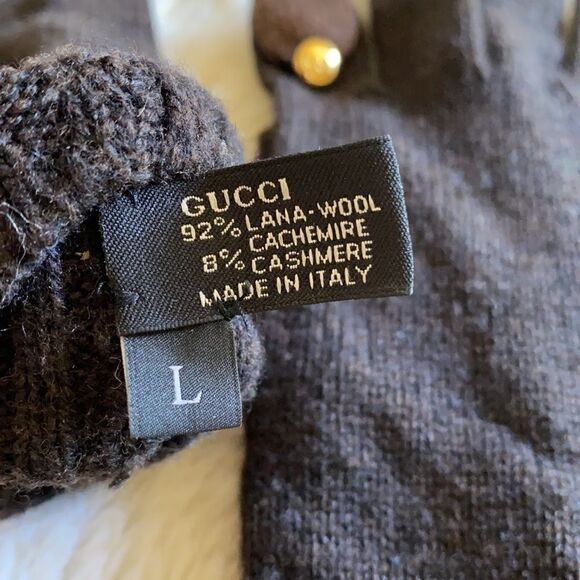 GUCCI
92% LANA-WOOL
CACHEMIRE
8% CASHMERE
MADE IN ITALY
L